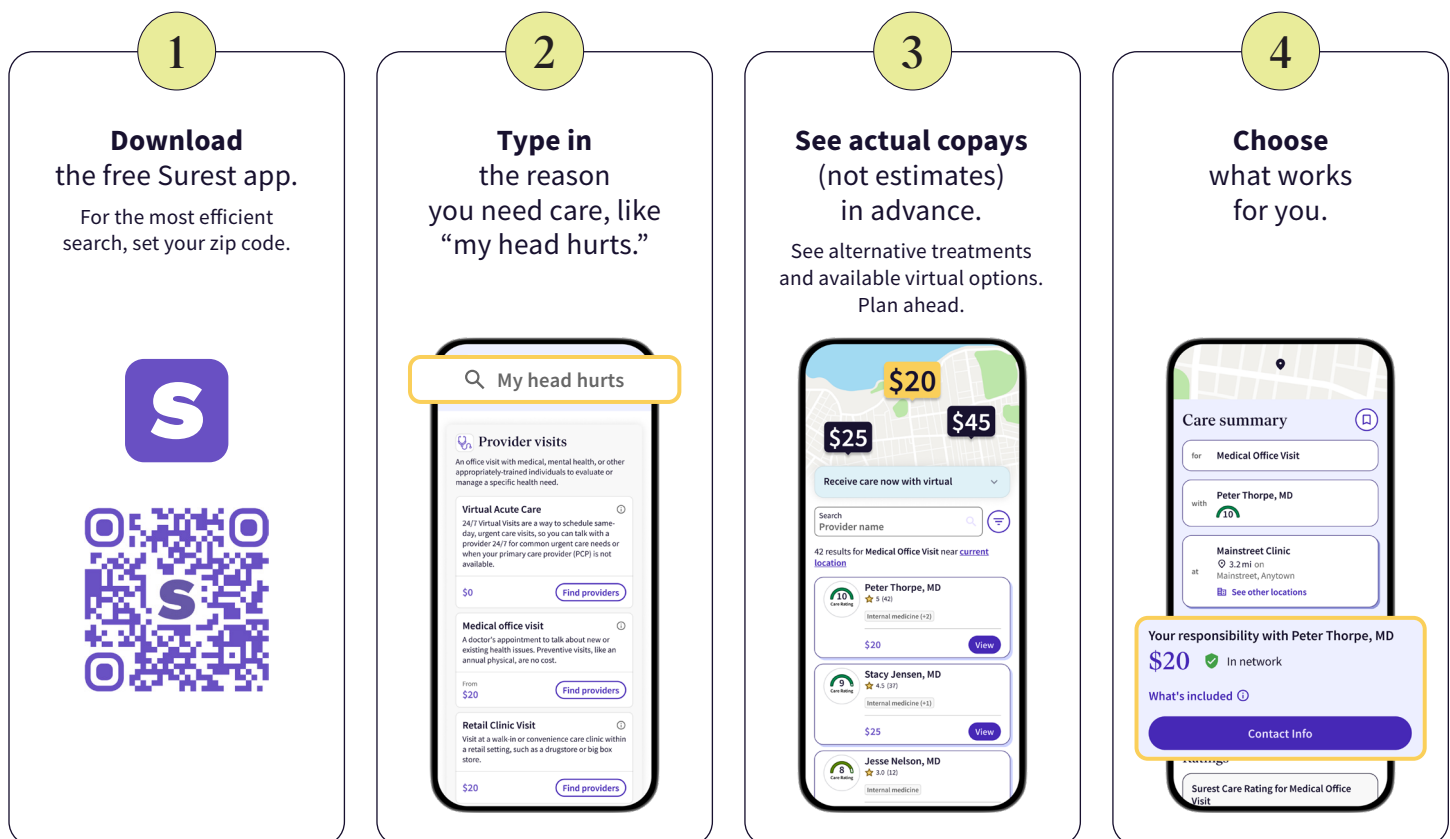 1
Download
the free Surest app.
For the most efficient
search, set your zip code.
S
S
2
Type in
the reason
you need care, like
“my head hurts.”
My head hurts
Provider visits
An office visit with medical, mental health, or other
appropriately-trained individuals to evaluate or
manage a specific health need.
Virtual Acute Care
24/7 Virtual Visits are a way to schedule same-
day, urgent care visits, so you can talk with a
provider 24/7 for common urgent care needs or
when your primary care provider (PCP) is not
available.
$0
Find providers
Medical office visit
A doctor's appointment to talk about new or
existing health issues. Preventive visits, like an
annual physical, are no cost.
From
$20
Find providers
Retail Clinic Visit
Visit at a walk-in or convenience care clinic within
a retail setting, such as a drugstore or big box
store.
$20
Find providers
3
See actual copays
(not estimates)
in advance.
See alternative treatments
and available virtual options.
Plan ahead.
$20
$45
$25
Receive care now with virtual
Search
Provider name
42 results for Medical Office Visit near current
location
10
Care Rating
Peter Thorpe, MD
5 (42)
Internal medicine (+2)
$20
View
9
Care Rating
Stacy Jensen, MD
4.5 (37)
Internal medicine (+1)
$25
View
8
Care Rating
Jesse Nelson, MD
3.0 (12)
Internal medicine
4
Choose
what works
for you.
Care summary
for Medical Office Visit
with Peter Thorpe, MD
10
at Mainstreet Clinic
3.2 mi on
Mainstreet, Anytown
See other locations
Your responsibility with Peter Thorpe, MD
$20 In network
What's included
Contact Info
Ratings
Surest Care Rating for Medical Office
Visit